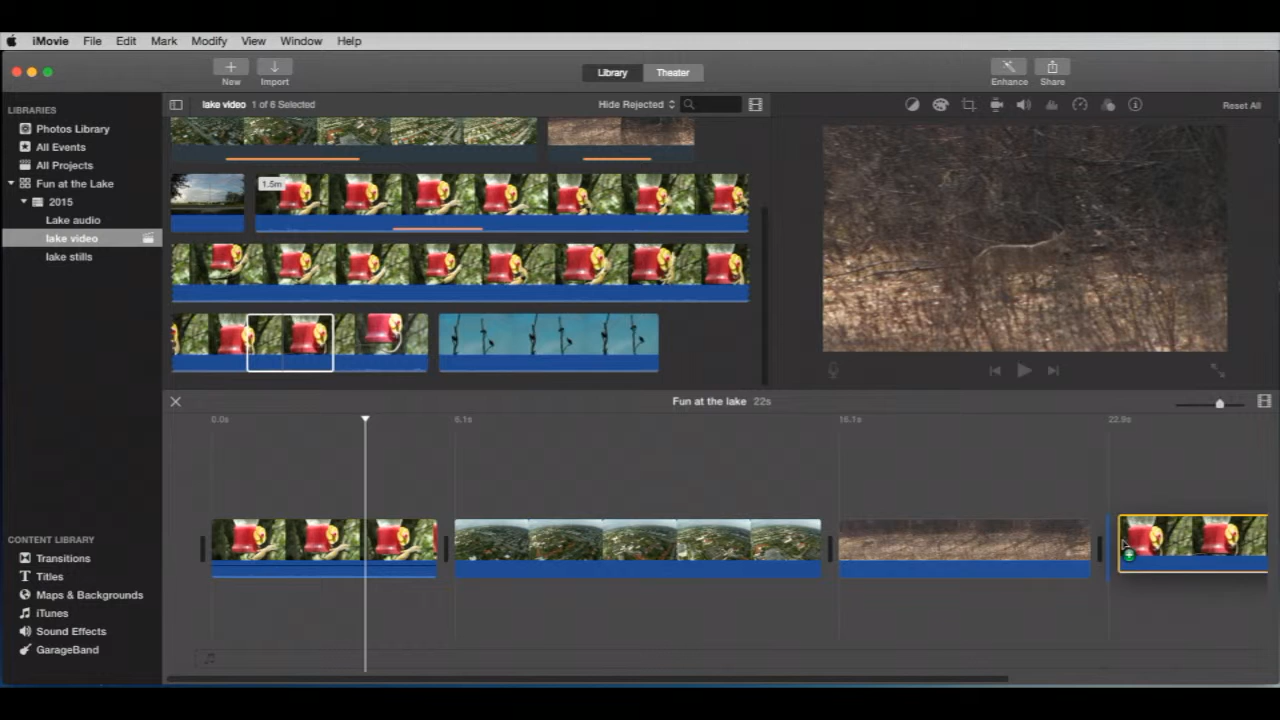 iMovie File Edit Mark Modify View Window Help
New Import Library Theater Enhance Share
LIBRARIES
lake video 1 of 6 Selected Hide Rejected Reset All
Photos Library
All Events
All Projects
Fun at the Lake
2015
Lake audio
lake video
lake stills
1.5m
Fun at the lake 22s
0.0s 6.1s 16.1s 22.9s
CONTENT LIBRARY
Transitions
T Titles
Maps & Backgrounds
iTunes
Sound Effects
GarageBand